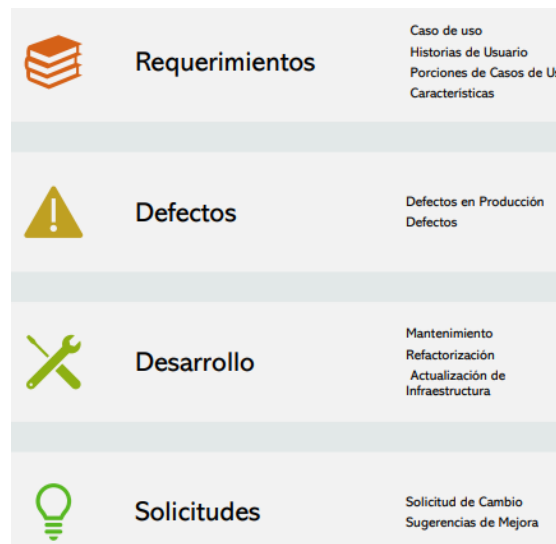 Requerimientos
Caso de uso
Historias de Usuario
Porciones de Casos de
Características
Defectos
Defectos en Producción
Defectos
Desarrollo
Mantenimiento
Refactorización
Actualización de
Infraestructura
Solicitudes
Solicitud de Cambio
Sugerencias de Mejora